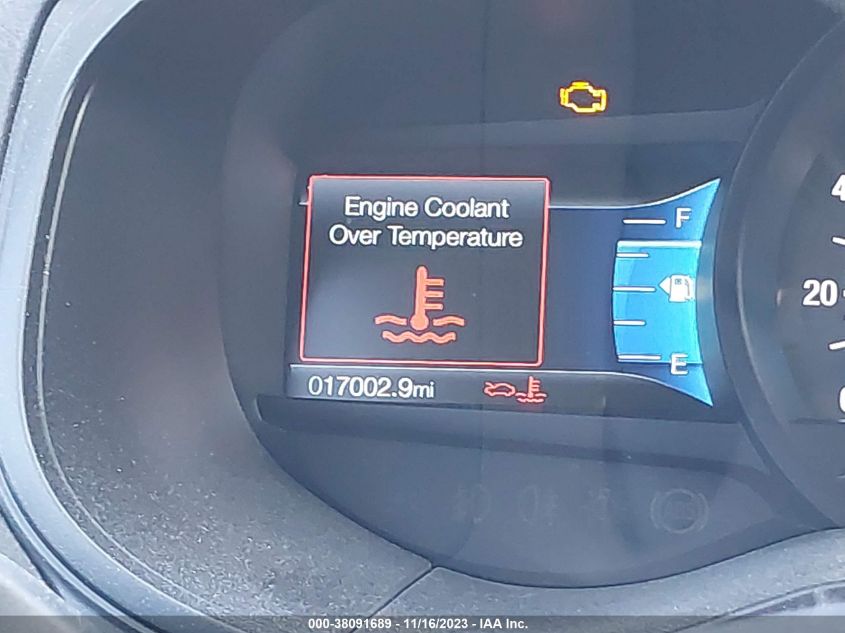 Engine Coolant
Over Temperature
F
20
E
017002.9mi
000-38091689 - 11/16/2023 - IAA Inc.